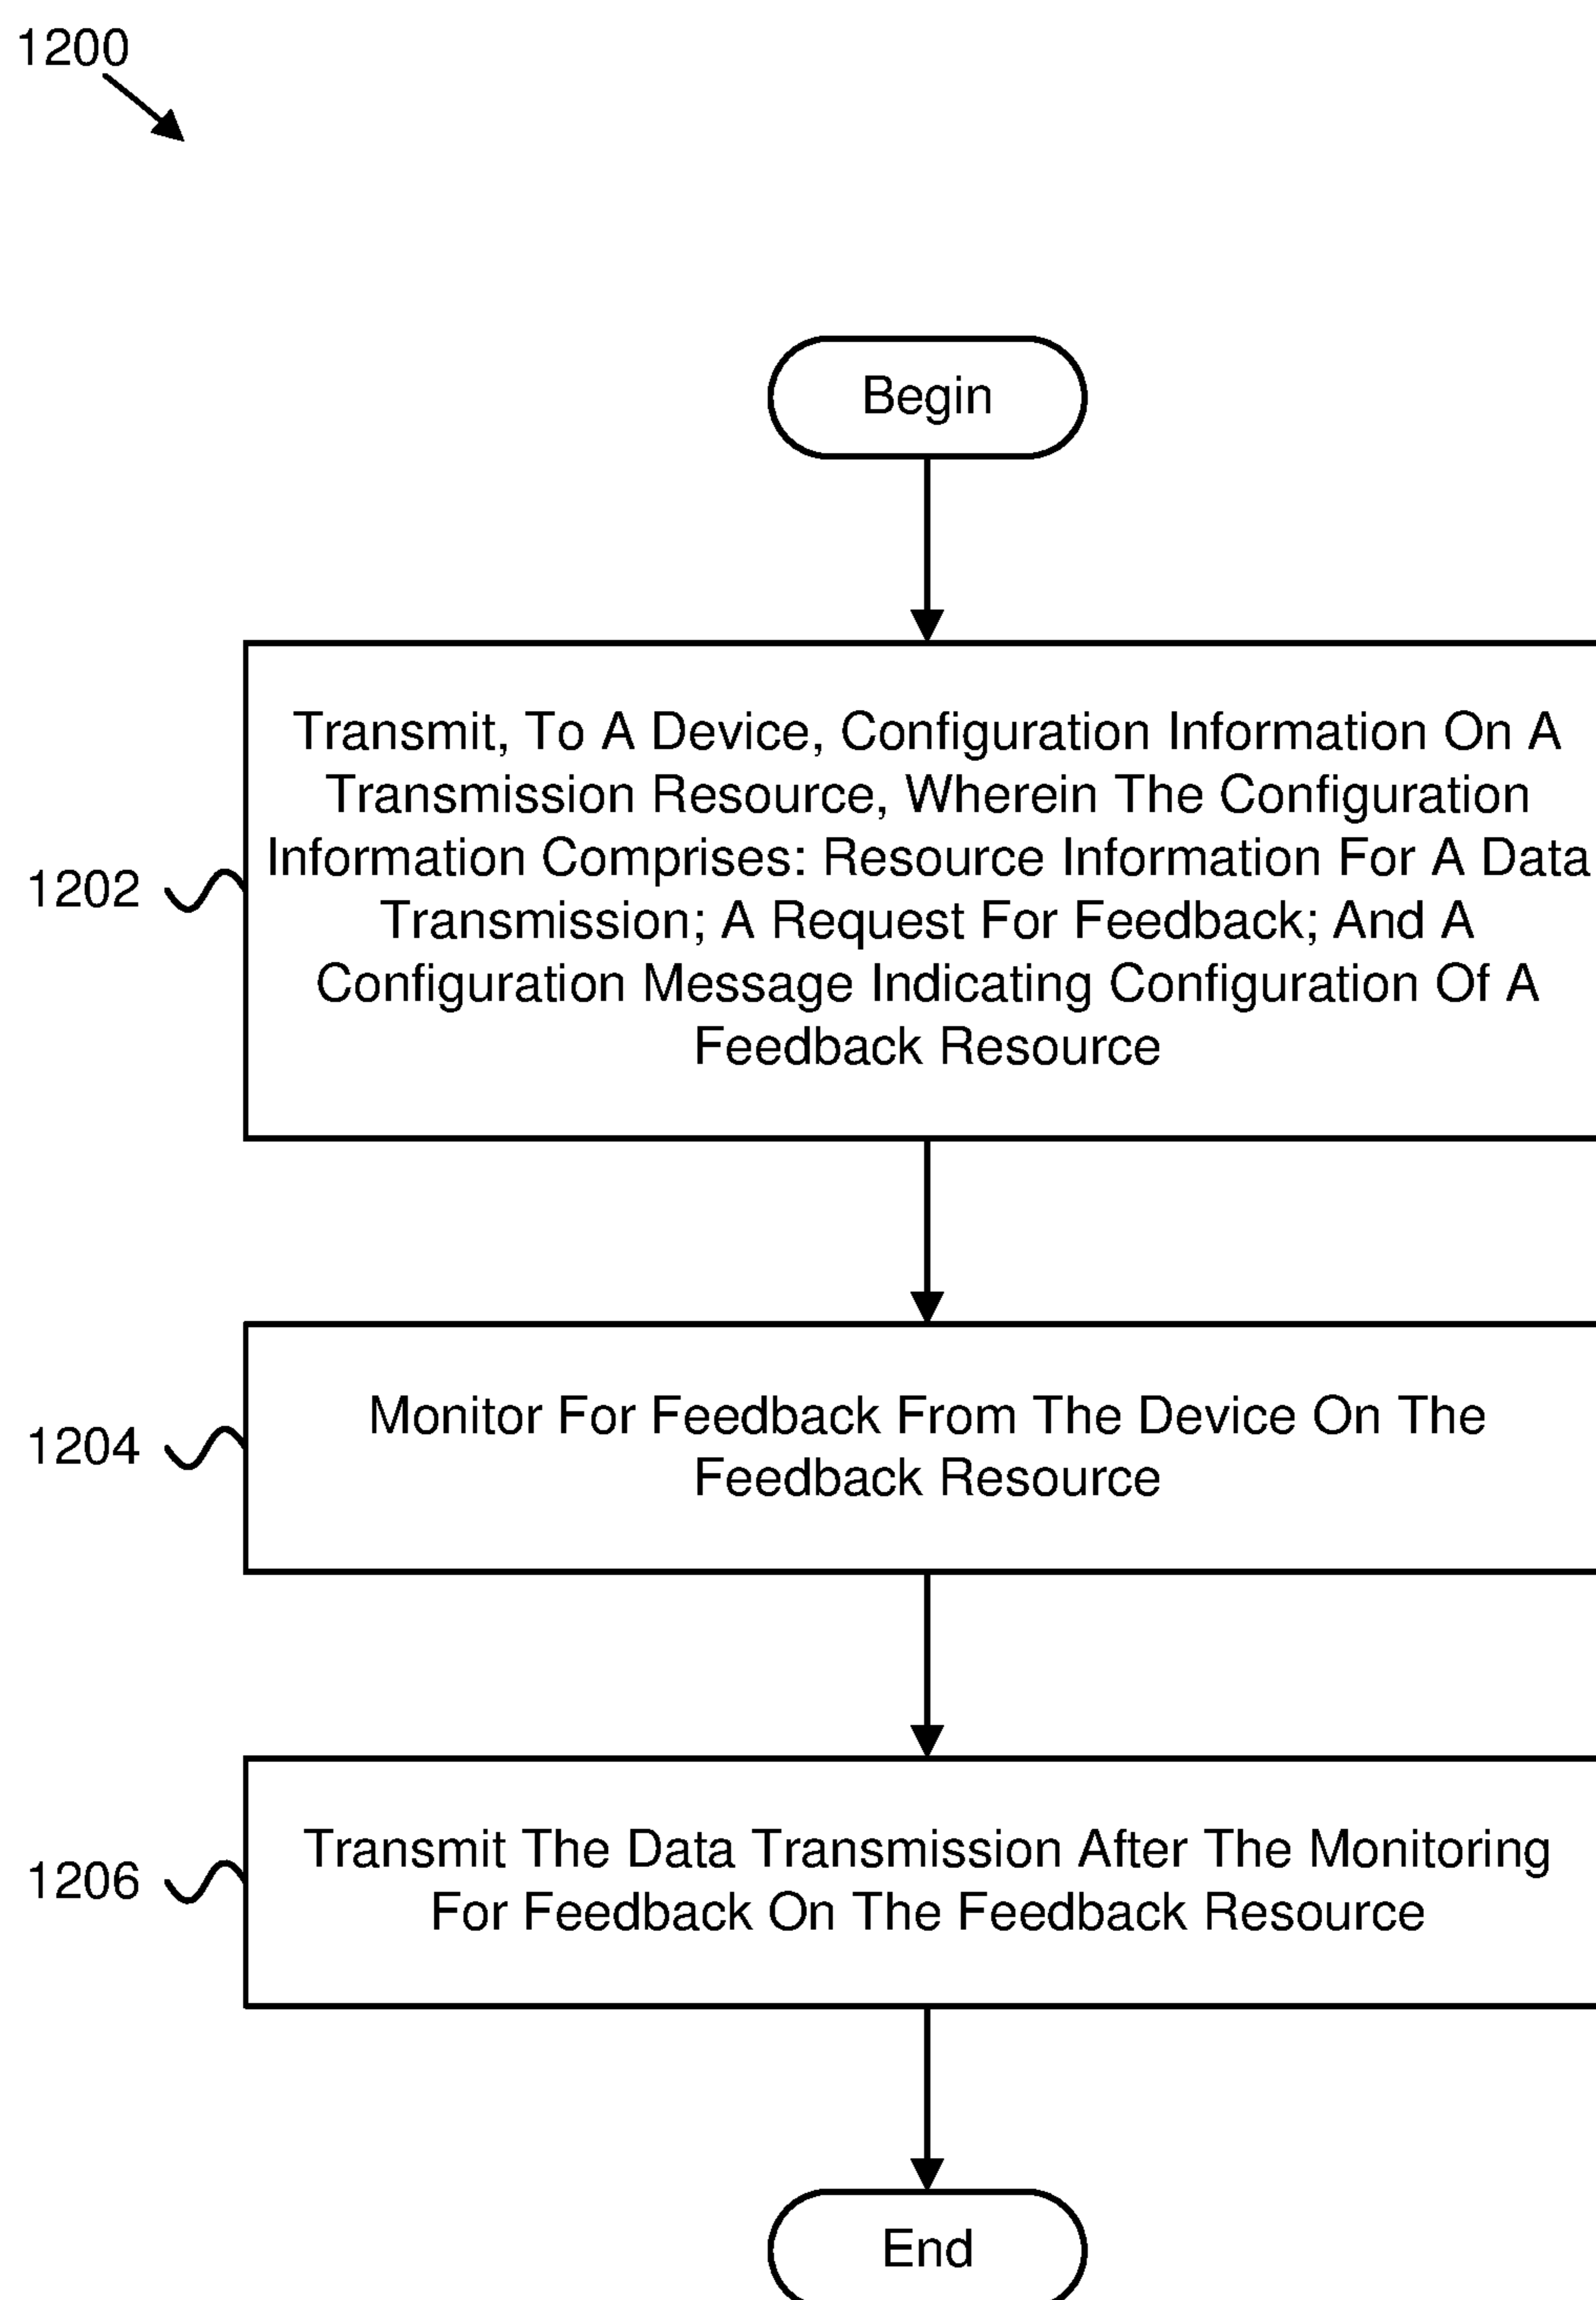 1200
Begin
Transmit, To A Device, Configuration Information On A
Transmission Resource, Wherein The Configuration
Information Comprises: Resource Information For A Data
Transmission; A Request For Feedback; And A
Configuration Message Indicating Configuration Of A
Feedback Resource
1202
Monitor For Feedback From The Device On The
Feedback Resource
1204
Transmit The Data Transmission After The Monitoring
For Feedback On The Feedback Resource
1206
End